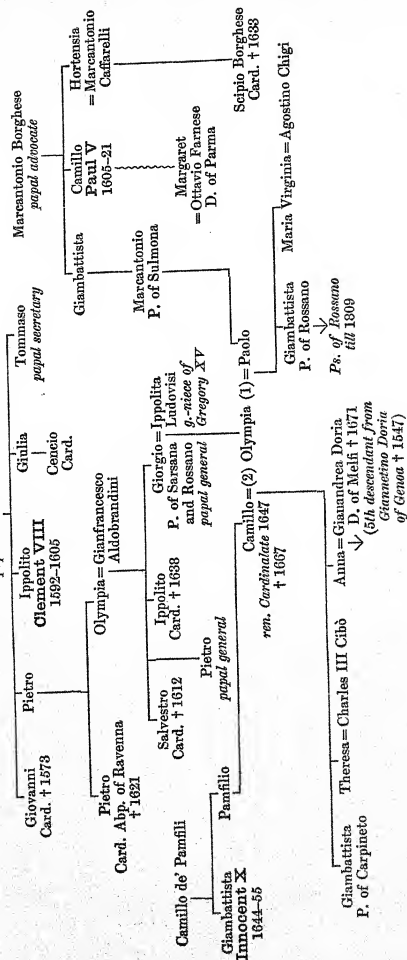 Giovanni
Card. † 1573
Pietro
Ippolito
Clement VIII
1592–1605
Giulia
Cencio
Card.
Tommaso
papal secretary
Marcantonio Borghese
papal advocate
Pietro
Card. Abp. of Ravenna
† 1621
Olympia=Gianfrancesco
Aldobrandini
Giambattista
Camillo
Paul V
1605–21
Hortensia
=Marcantonio
Caffarelli
Salvestro
Card. † 1612
Ippolito
Card. † 1638
Pietro
papal general
Giorgio=Ippolita
P. of Sarsana Ludovisi
and Rossano g.-niece of
papal general Gregory XV
Marcantonio
P. of Sulmona
Margaret
=Ottavio Farnese
D. of Parma
Scipio Borghese
Card. † 1633
Camillo de' Pamfili
Giambattista
Innocent X
1644–55
Pamfilio
Camillo=(2) Olympia (1)=Paolo
ren. Cardinalate 1647
† 1667
Giambattista
P. of Rossano
Ps. of Rossano
till 1809
Maria Virginia=Agostino Chigi
Giambattista
P. of Carpineto
Theresa=Charles III Cibò
Anna=Gianandrea Doria
D. of Melfi † 1671
(5th descendant from
Giannetino Doria
of Genoa † 1547)